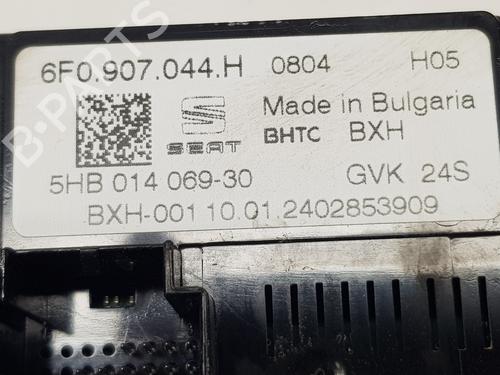 6F0.907.044.H 0804 H05
Made in Bulgaria
SEAT BHTC BXH
5HB 014 069-30 GVK 24S
BXH-001 10.01.2402853909
B-PARTS